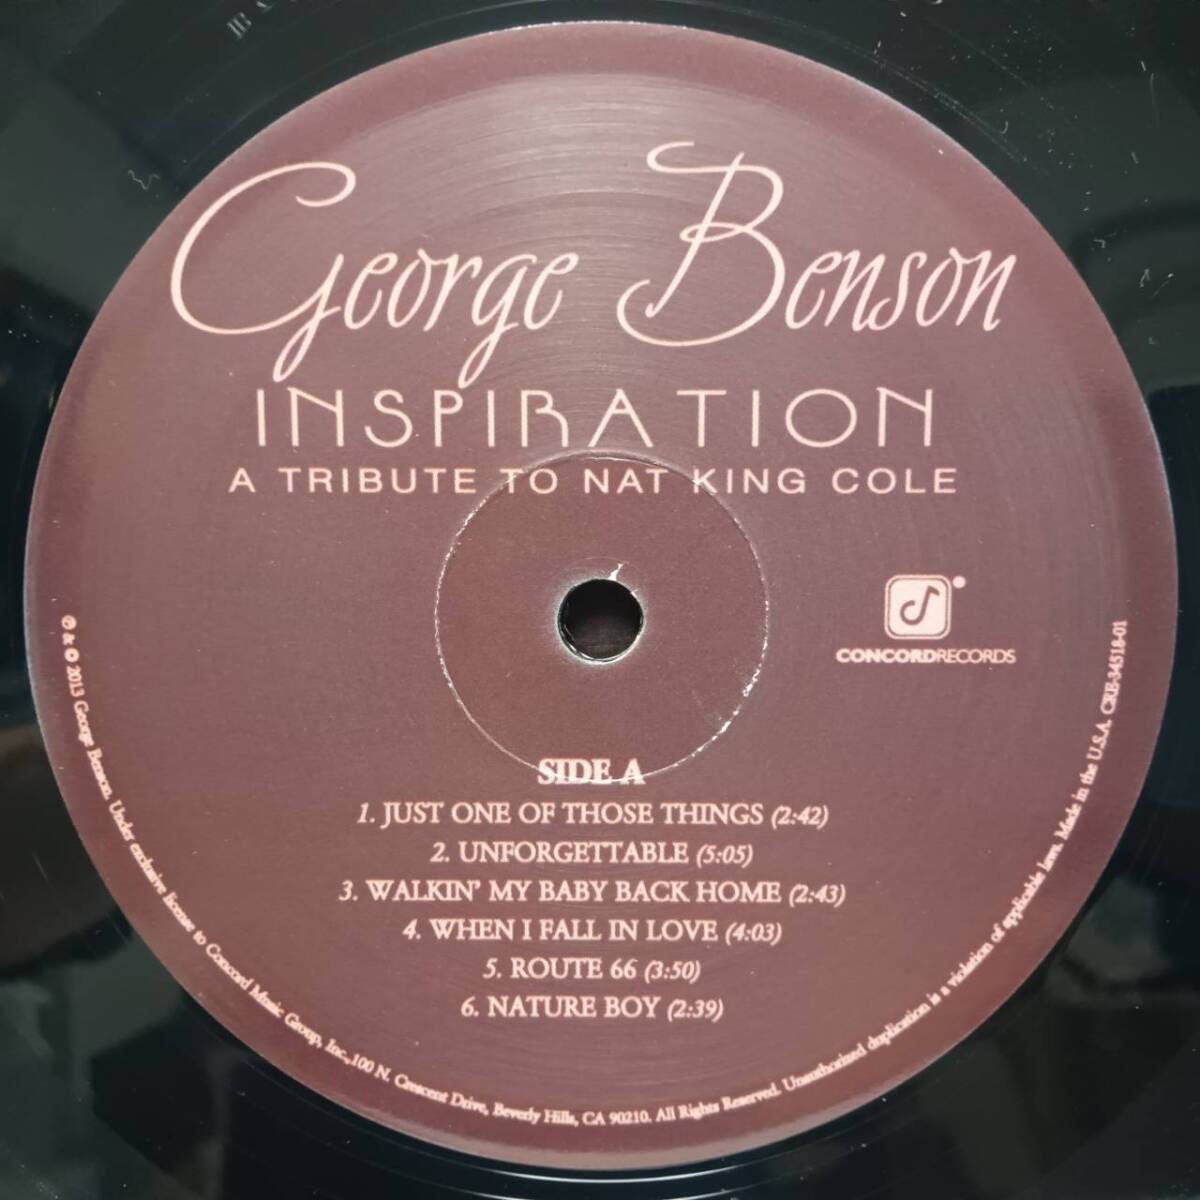 George Benson
INSPIRATION
A TRIBUTE TO NAT KING COLE
CONCORDRECORDS
SIDE A
1. JUST ONE OF THOSE THINGS (2:42)
2. UNFORGETTABLE (5:05)
3. WALKIN' MY BABY BACK HOME (2:43)
4. WHEN I FALL IN LOVE (4:03)
5. ROUTE 66 (3:50)
6. NATURE BOY (2:39)
℗ & © 2013 George Benson. Under exclusive license to Concord Music Group, Inc., 100 N. Crescent Drive, Beverly Hills, CA 90210. All Rights Reserved. Unauthorized duplication is a violation of applicable laws. Made in the U.S.A. CRE-34518-01